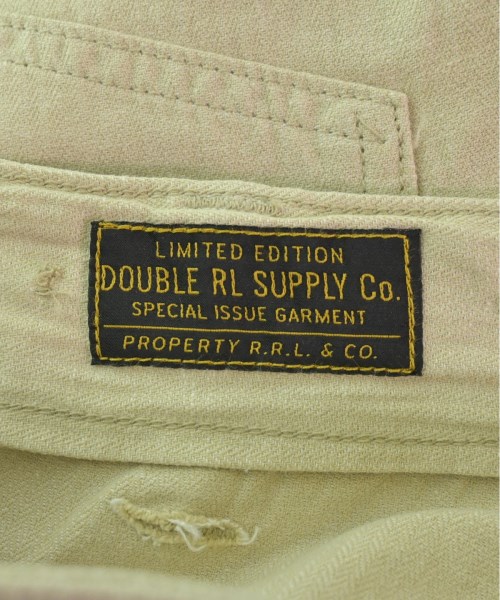 LIMITED EDITION
DOUBLE RL SUPPLY Co.
SPECIAL ISSUE GARMENT
PROPERTY R.R.L. & CO.